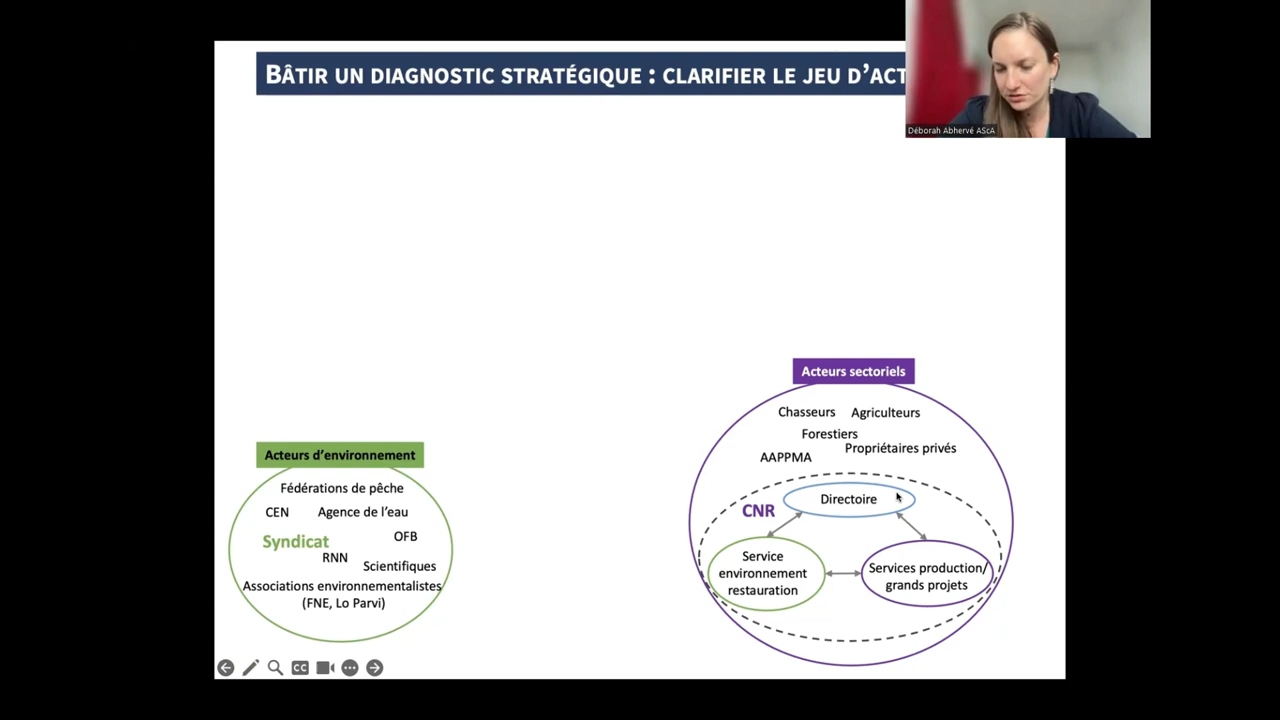 BÂTIR UN DIAGNOSTIC STRATÉGIQUE : CLARIFIER LE JEU D'ACT
Déborah Abhervé AScA
Acteurs sectoriels
Chasseurs Agriculteurs
Forestiers
Propriétaires privés
AAPPMA
CNR
Directoire
Service
environnement
restauration
Services production/
grands projets
Acteurs d'environnement
Fédérations de pêche
CEN Agence de l'eau
Syndicat
OFB
RNN
Scientifiques
Associations environnementalistes
(FNE, Lo Parvi)
CC